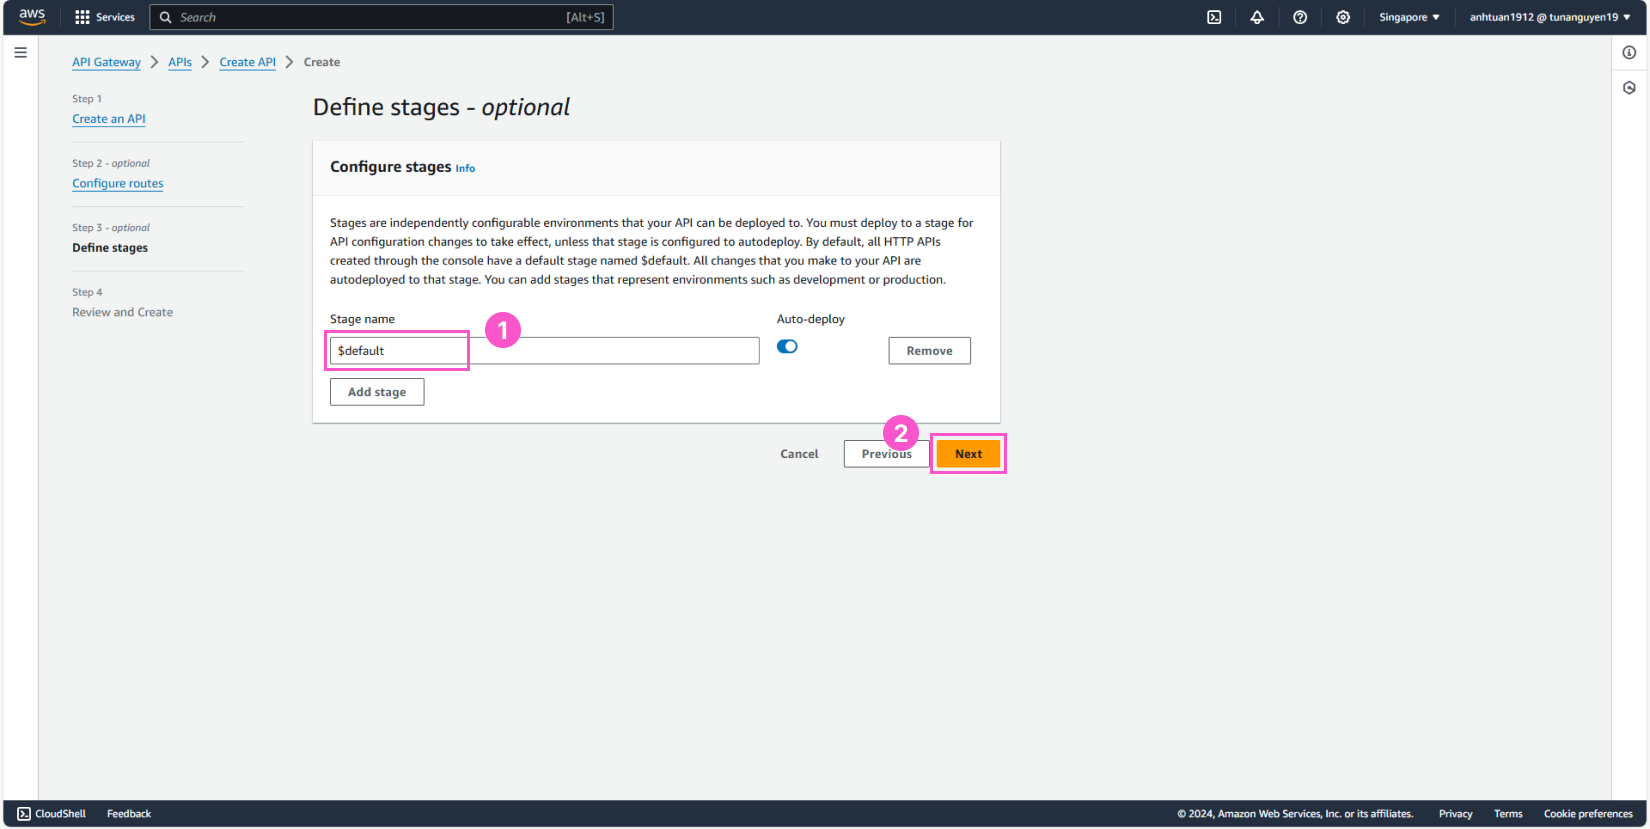 aws
Services
Search
[Alt+S]
Singapore ▼
anhtuan1912 @ tunanguyen19 ▼
API Gateway > APIs > Create API > Create
Step 1
Create an API
Step 2 - optional
Configure routes
Step 3 - optional
Define stages
Step 4
Review and Create
Define stages - optional
Configure stages Info
Stages are independently configurable environments that your API can be deployed to. You must deploy to a stage for
API configuration changes to take effect, unless that stage is configured to autodeploy. By default, all HTTP APIs
created through the console have a default stage named $default. All changes that you make to your API are
autodeployed to that stage. You can add stages that represent environments such as development or production.
Stage name
Auto-deploy
1
$default
Remove
Add stage
2
Cancel
Previous
Next
CloudShell
Feedback
© 2024, Amazon Web Services, Inc. or its affiliates.
Privacy
Terms
Cookie preferences